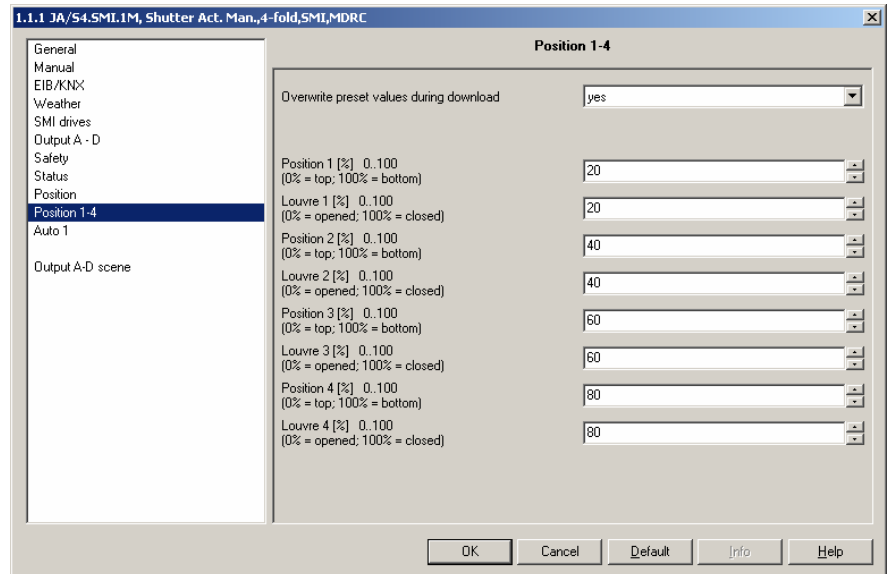 1.1.1 JA/S4.SMI.1M, Shutter Act. Man.,4-fold,SMI,MDRC
General
Manual
EIB/KNX
Weather
SMI drives
Output A - D
Safety
Status
Position
Position 1-4
Auto 1
Output A-D scene
Position 1-4
Overwrite preset values during download
yes
Position 1 [%] 0..100
(0% = top; 100% = bottom)
20
Louvre 1 [%] 0..100
(0% = opened; 100% = closed)
20
Position 2 [%] 0..100
(0% = top; 100% = bottom)
40
Louvre 2 [%] 0..100
(0% = opened; 100% = closed)
40
Position 3 [%] 0..100
(0% = top; 100% = bottom)
60
Louvre 3 [%] 0..100
(0% = opened; 100% = closed)
60
Position 4 [%] 0..100
(0% = top; 100% = bottom)
80
Louvre 4 [%] 0..100
(0% = opened; 100% = closed)
80
OK
Cancel
Default
Info
Help